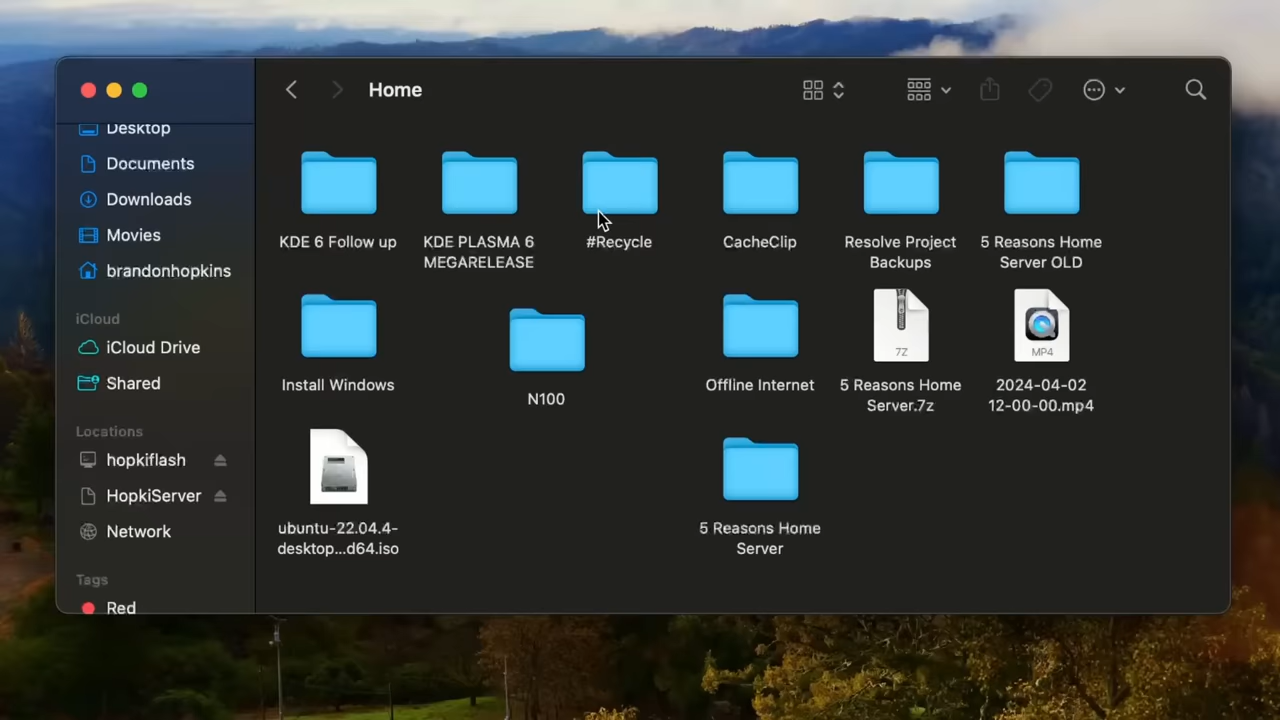 Home
Desktop
Documents
Downloads
Movies
brandonhopkins
iCloud
iCloud Drive
Shared
Locations
hopkiflash
HopkiServer
Network
Tags
Red
KDE 6 Follow up
KDE PLASMA 6
MEGARELEASE
#Recycle
CacheClip
Resolve Project
Backups
5 Reasons Home
Server OLD
Install Windows
N100
Offline Internet
7Z
5 Reasons Home
Server.7z
MP4
2024-04-02
12-00-00.mp4
ubuntu-22.04.4-
desktop...d64.iso
5 Reasons Home
Server